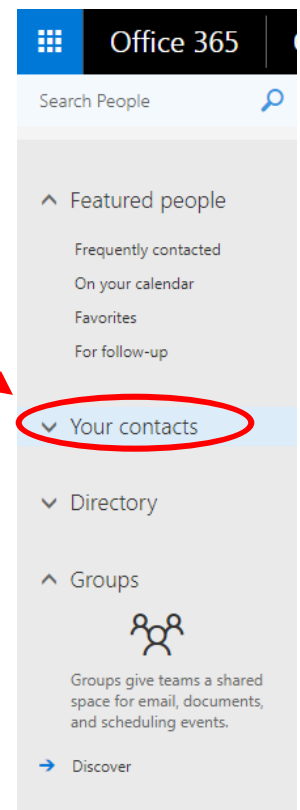 Office 365
Search People
Featured people
Frequently contacted
On your calendar
Favorites
For follow-up
Your contacts
Directory
Groups
Groups give teams a shared
space for email, documents,
and scheduling events.
Discover